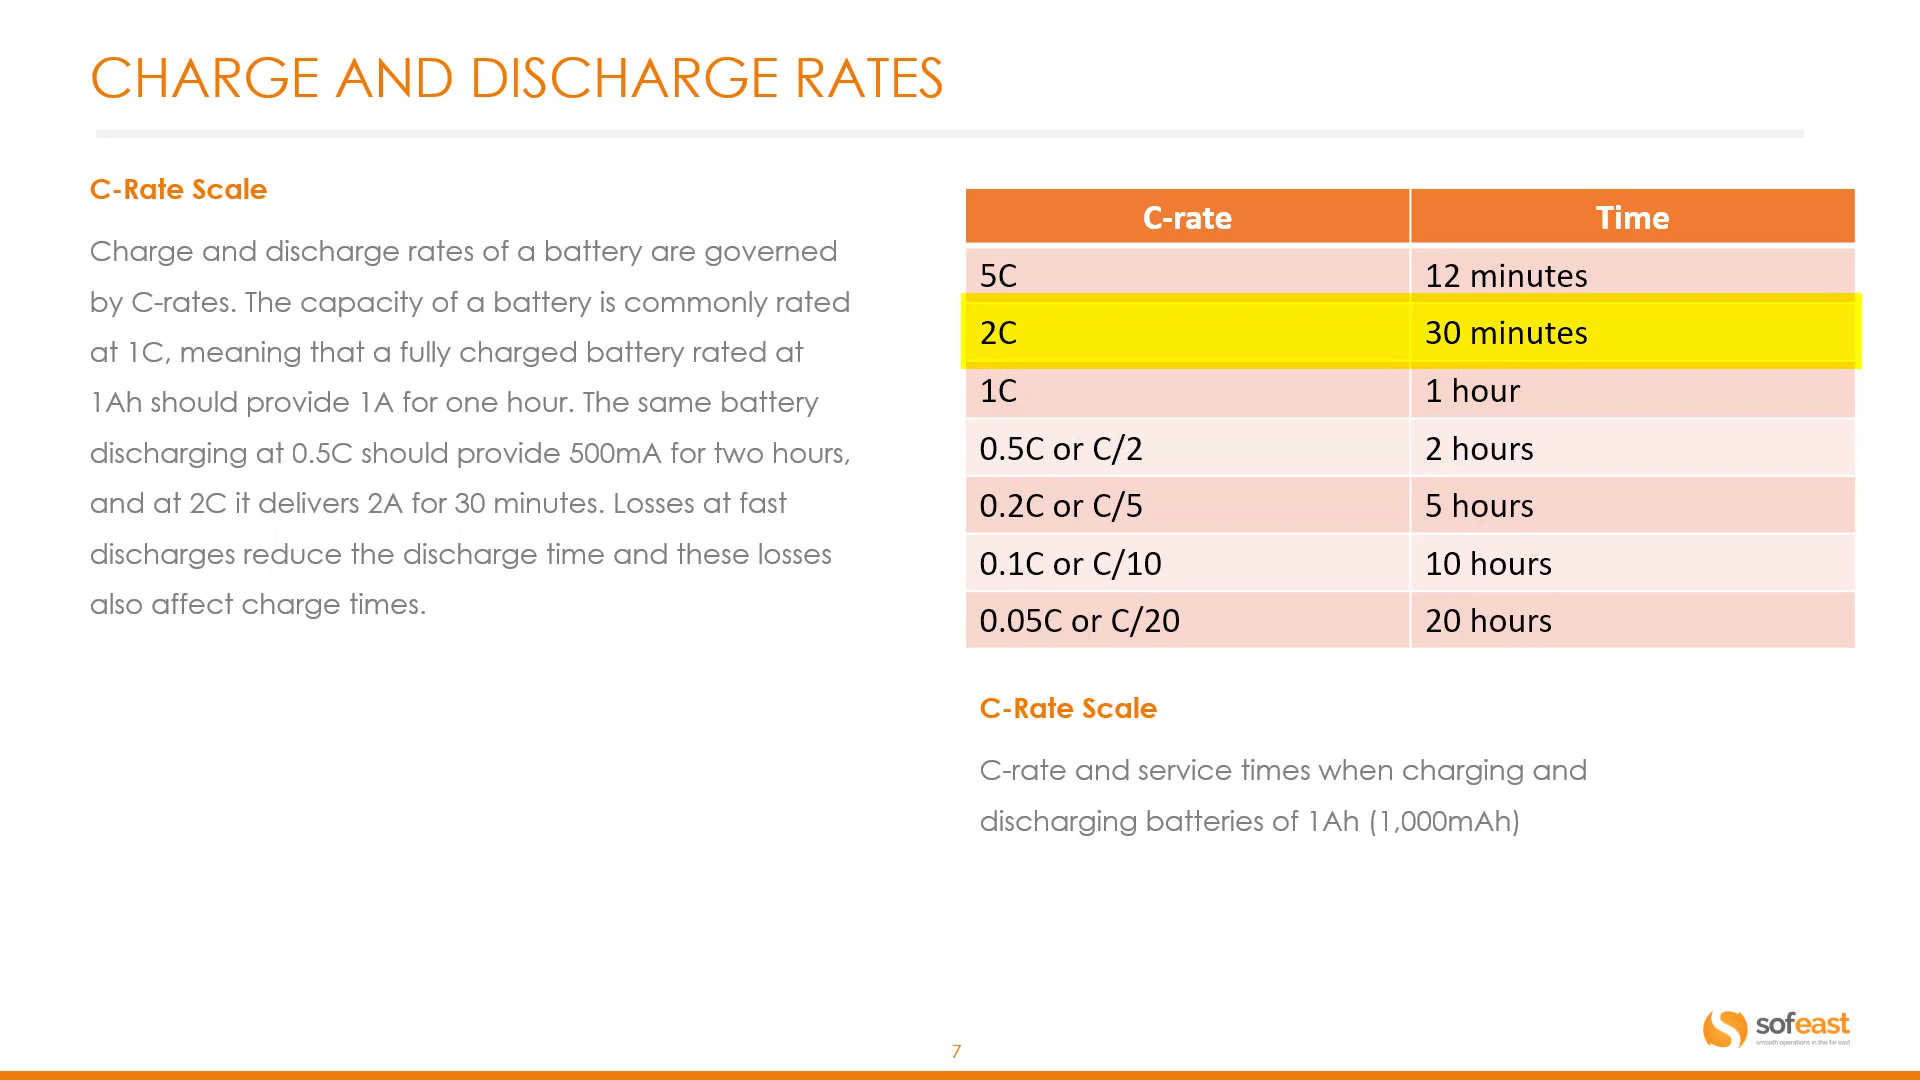 CHARGE AND DISCHARGE RATES
C-Rate Scale
Charge and discharge rates of a battery are governed
by C-rates. The capacity of a battery is commonly rated
at 1C, meaning that a fully charged battery rated at
1Ah should provide 1A for one hour. The same battery
discharging at 0.5C should provide 500mA for two hours,
and at 2C it delivers 2A for 30 minutes. Losses at fast
discharges reduce the discharge time and these losses
also affect charge times.
C-rate Time
5C 12 minutes
2C 30 minutes
1C 1 hour
0.5C or C/2 2 hours
0.2C or C/5 5 hours
0.1C or C/10 10 hours
0.05C or C/20 20 hours
C-Rate Scale
C-rate and service times when charging and
discharging batteries of 1Ah (1,000mAh)
sofeast
smooth operations in the far east
7